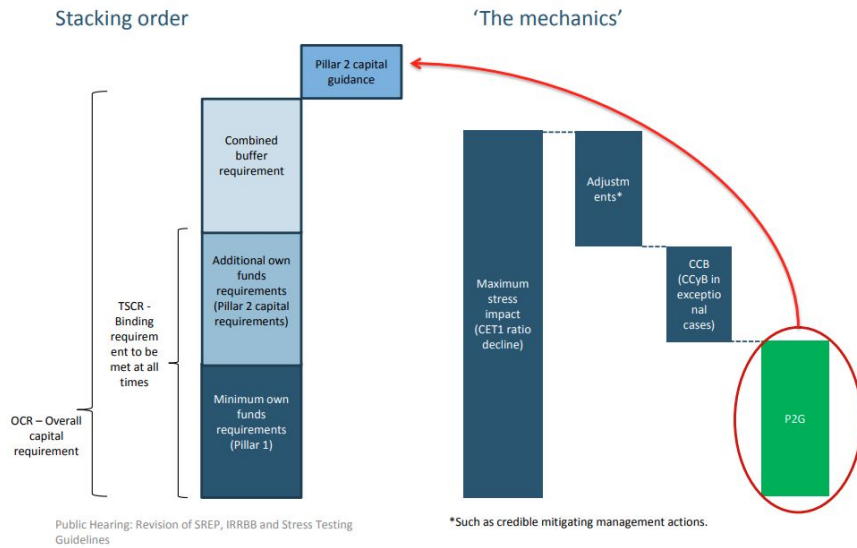 Stacking order
‘The mechanics’
Pillar 2 capital
guidance
Combined
buffer
requirement
Additional own
funds
requirements
(Pillar 2 capital
requirements)
TSCR -
Binding
requirem
ent to be
met at all
times
Minimum own
funds
requirements
(Pillar 1)
OCR – Overall
capital
requirement
Maximum
stress
impact
(CET1 ratio
decline)
Adjustm
ents*
CCB
(CCyB in
exceptio
nal
cases)
P2G
Public Hearing: Revision of SREP, IRRBB and Stress Testing
Guidelines
*Such as credible mitigating management actions.